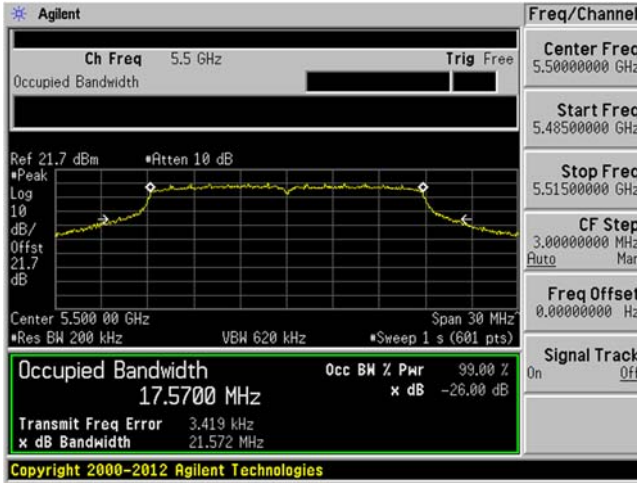 Agilent
Freq/Channel
Ch Freq 5.5 GHz Trig Free
Occupied Bandwidth
Center Freq
5.50000000 GHz
Start Freq
5.48500000 GHz
Stop Freq
5.51500000 GHz
CF Step
3.00000000 MHz
Auto Man
Freq Offset
0.00000000 Hz
Signal Track
On Off
Ref 21.7 dBm #Atten 10 dB
#Peak
Log
10
dB/
Offst
21.7
dB
Center 5.500 00 GHz Span 30 MHz
#Res BW 200 kHz VBW 620 kHz #Sweep 1 s (601 pts)
Occupied Bandwidth Occ BW % Pwr 99.00 %
17.5700 MHz x dB -26.00 dB
Transmit Freq Error 3.419 kHz
x dB Bandwidth 21.572 MHz
Copyright 2000-2012 Agilent Technologies